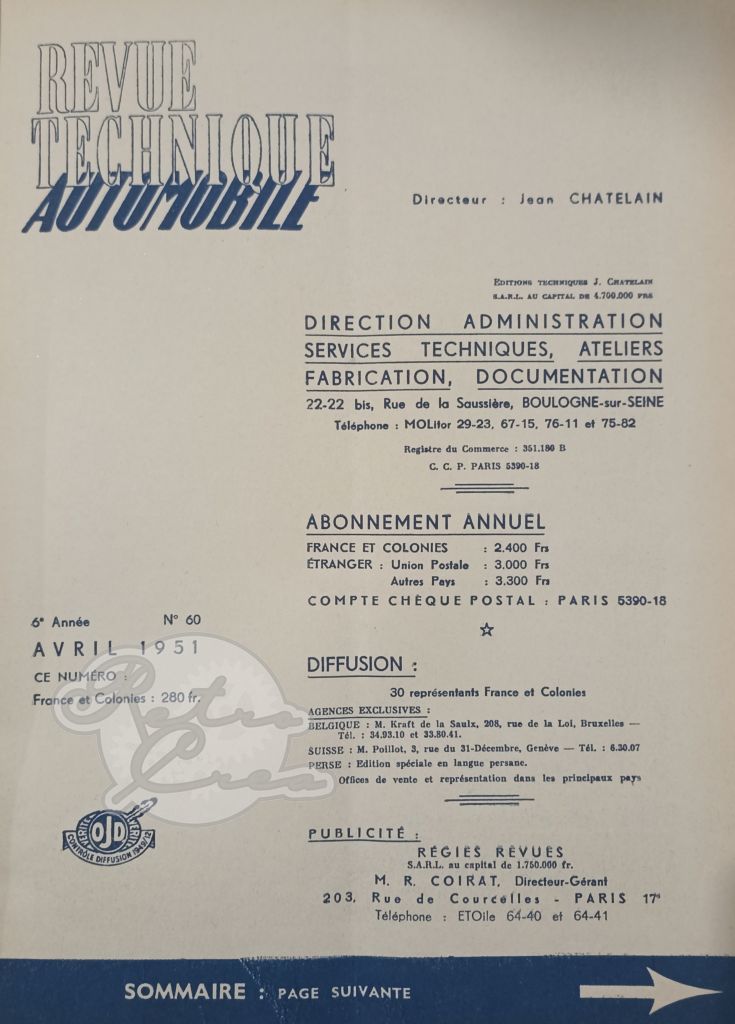 REVUE
TECHNIQUE
AUTOMOBILE
Directeur : Jean CHATELAIN
EDITIONS TECHNIQUES J. CHATELAIN
S.A.R.L. AU CAPITAL DE 4.700.000 FRS
DIRECTION ADMINISTRATION
SERVICES TECHNIQUES, ATELIERS
FABRICATION, DOCUMENTATION
22-22 bis, Rue de la Saussière, BOULOGNE-sur-SEINE
Téléphone : MOLitor 29-23, 67-15, 76-11 et 75-82
Registre du Commerce : 351.180 B
C. C. P. PARIS 5390-18
ABONNEMENT ANNUEL
FRANCE ET COLONIES : 2.400 Frs
ÉTRANGER : Union Postale : 3.000 Frs
Autres Pays : 3.300 Frs
COMPTE CHÈQUE POSTAL : PARIS 5390-18
6e Année N° 60
AVRIL 1951
CE NUMÉRO :
France et Colonies : 280 fr.
Retro
Crea
DIFFUSION :
30 représentants France et Colonies
AGENCES EXCLUSIVES :
BELGIQUE : M. Kraft de la Saulx, 208, rue de la Loi, Bruxelles —
Tél. : 34.93.10 et 33.80.41.
SUISSE : M. Poillot, 3, rue du 31-Décembre, Genève — Tél. : 6.30.07
PERSE : Edition spéciale en langue persane.
Offices de vente et représentation dans les principaux pays
OJD
CONTRÔLE DIFFUSION 1949/12
PUBLICITÉ :
RÉGIES REVUES
S.A.R.L. au capital de 1.750.000 fr.
M. R. COIRAT, Directeur-Gérant
203, Rue de Courcelles - PARIS 17e
Téléphone : ETOile 64-40 et 64-41
SOMMAIRE : PAGE SUIVANTE